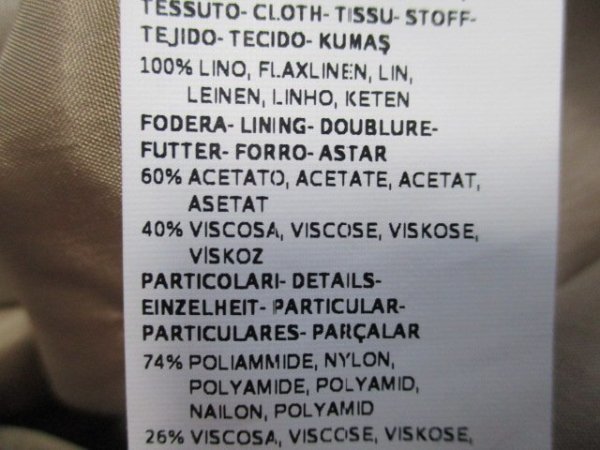 TESSUTO- CLOTH- TISSU- STOFF-
TEJIDO- TECIDO- KUMAŞ
100% LINO, FLAXLINEN, LIN,
LEINEN, LINHO, KETEN
FODERA- LINING- DOUBLURE-
FUTTER- FORRO- ASTAR
60% ACETATO, ACETATE, ACETAT,
ASETAT
40% VISCOSA, VISCOSE, VISKOSE,
VİSKOZ
PARTICOLARI- DETAILS-
EINZELHEIT- PARTICULAR-
PARTICULARES- PARÇALAR
74% POLIAMMIDE, NYLON,
POLYAMIDE, POLYAMID,
NAILON, POLYAMID
26% VISCOSA, VISCOSE, VISKOSE,